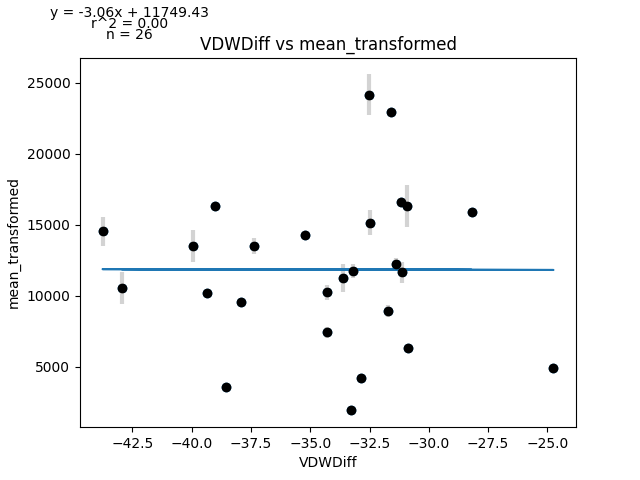 y = -3.06x + 11749.43
r^2 = 0.00
n = 26
VDWDiff vs mean_transformed
25000
20000
15000
10000
5000
mean_transformed
−42.5 −40.0 −37.5 −35.0 −32.5 −30.0 −27.5 −25.0
VDWDiff